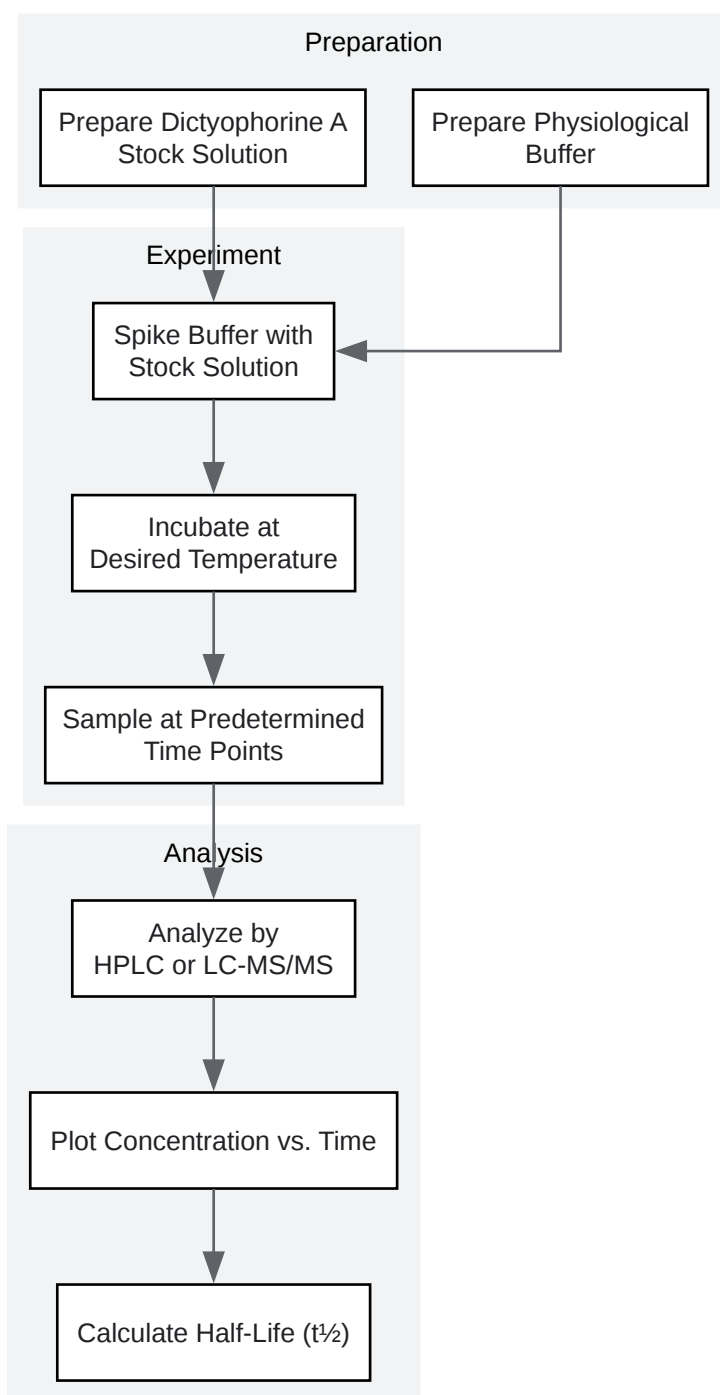 Preparation
Prepare Dictyophorine A
Stock Solution
Prepare Physiological
Buffer
Experiment
Spike Buffer with
Stock Solution
Incubate at
Desired Temperature
Sample at Predetermined
Time Points
Analysis
Analyze by
HPLC or LC-MS/MS
Plot Concentration vs. Time
Calculate Half-Life (t½)